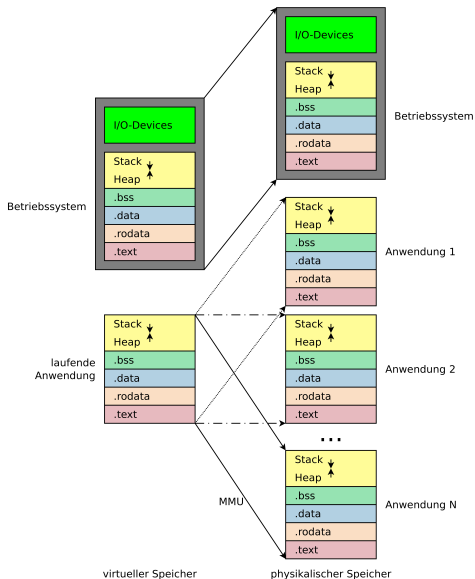 I/O-Devices
Stack
Heap
.bss
.data
.rodata
.text
Betriebssystem
I/O-Devices
Stack
Heap
.bss
.data
.rodata
.text
Betriebssystem
Stack
Heap
.bss
.data
.rodata
.text
Anwendung 1
laufende
Anwendung
Stack
Heap
.bss
.data
.rodata
.text
Stack
Heap
.bss
.data
.rodata
.text
Anwendung 2
...
MMU
Stack
Heap
.bss
.data
.rodata
.text
Anwendung N
virtueller Speicher
physikalischer Speicher